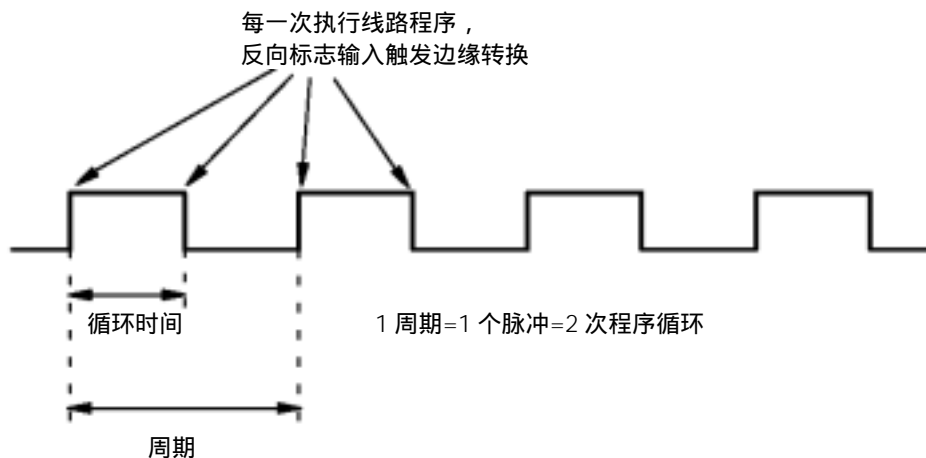 每一次执行线路程序，
反向标志输入触发边缘转换
循环时间
1 周期=1 个脉冲=2 次程序循环
周期